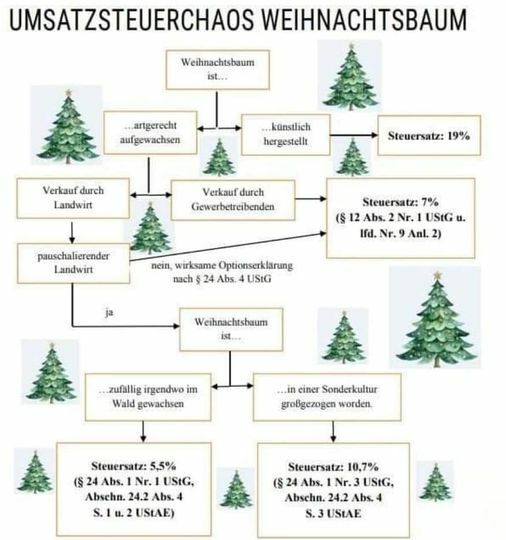 UMSATZSTEUERCHAOS WEIHNACHTSBAUM
Weihnachtsbaum
ist…
…artgerecht
aufgewachsen
…künstlich
hergestellt
Steuersatz: 19%
Verkauf durch
Landwirt
Verkauf durch
Gewerbetreibenden
Steuersatz: 7%
(§ 12 Abs. 2 Nr. 1 UStG u.
lfd. Nr. 9 Anl. 2)
pauschalierender
Landwirt
nein, wirksame Optionserklärung
nach § 24 Abs. 4 UStG
ja
Weihnachtsbaum
ist…
…zufällig irgendwo im
Wald gewachsen
…in einer Sonderkultur
großgezogen worden.
Steuersatz: 5,5%
(§ 24 Abs. 1 Nr. 1 UStG,
Abschn. 24.2 Abs. 4
S. 1 u. 2 UStAE)
Steuersatz: 10,7%
(§ 24 Abs. 1 Nr. 3 UStG,
Abschn. 24.2 Abs. 4
S. 3 UStAE